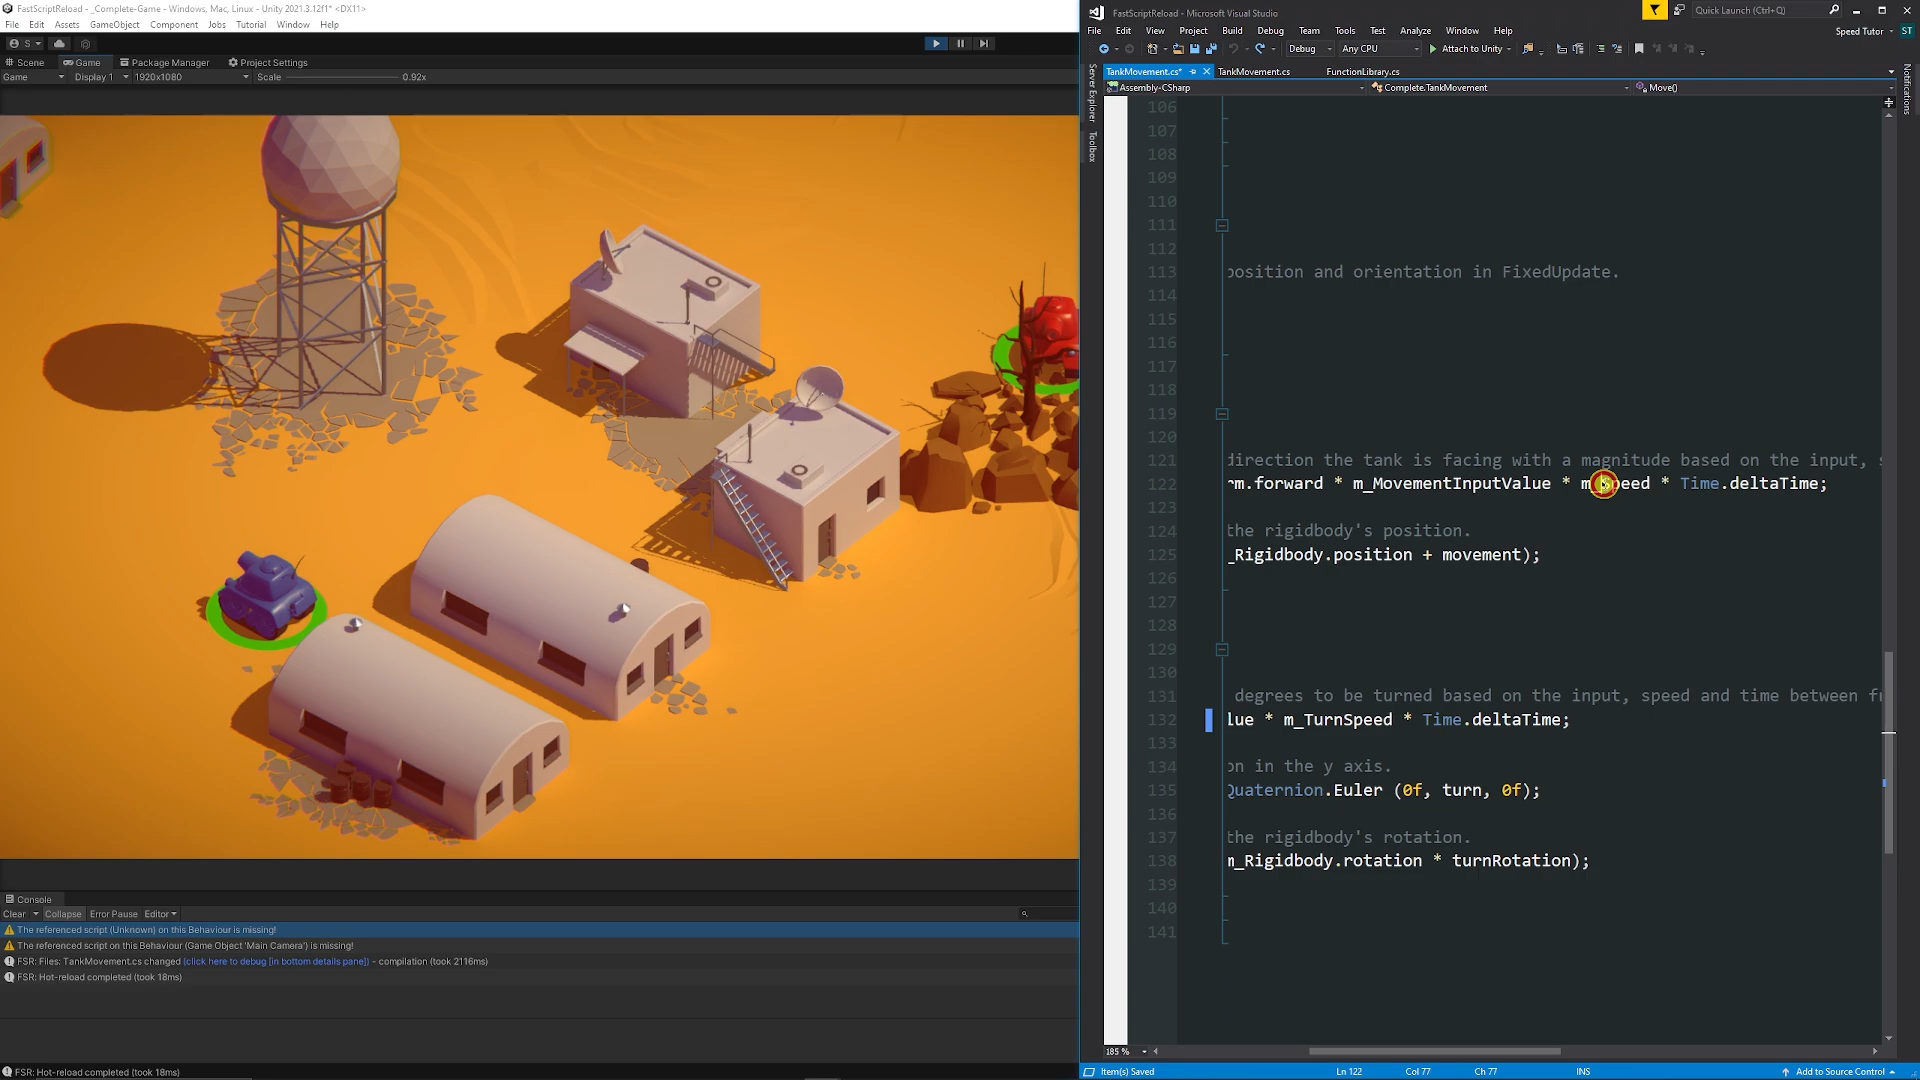 FastScriptReload - _Complete-Game - Windows, Mac, Linux - Unity 2021.3.12f1* <DX11>
File Edit Assets GameObject Component Jobs Tutorial Window Help
S
Scene Game Package Manager Project Settings
Game Display 1 1920x1080 Scale 0.92x
Console
Clear Collapse Error Pause Editor
The referenced script (Unknown) on this Behaviour is missing!
The referenced script on this Behaviour (Game Object 'Main Camera') is missing!
FSR: Files: TankMovement.cs changed (click here to debug [in bottom details pane]) - compilation (took 2116ms)
FSR: Hot-reload completed (took 18ms)
FSR: Hot-reload completed (took 18ms)
FastScriptReload - Microsoft Visual Studio
Quick Launch (Ctrl+Q)
File Edit View Project Build Debug Team Tools Test Analyze Window Help
Speed Tutor ST
Debug Any CPU Attach to Unity
Server Explorer
Toolbox
Notifications
TankMovement.cs* TankMovement.cs FunctionLibrary.cs
Assembly-CSharp Complete.TankMovement Move()
106
107
108
109
110
111
112
113 position and orientation in FixedUpdate.
114
115
116
117
118
119
120
121 direction the tank is facing with a magnitude based on the input,
122 rm.forward * m_MovementInputValue * m_Speed * Time.deltaTime;
123
124 the rigidbody's position.
125 _Rigidbody.position + movement);
126
127
128
129
130
131 degrees to be turned based on the input, speed and time between
132 lue * m_TurnSpeed * Time.deltaTime;
133
134 on in the y axis.
135 Quaternion.Euler (0f, turn, 0f);
136
137 the rigidbody's rotation.
138 m_Rigidbody.rotation * turnRotation);
139
140
141
185 %
Item(s) Saved Ln 122 Col 77 Ch 77 INS Add to Source Control